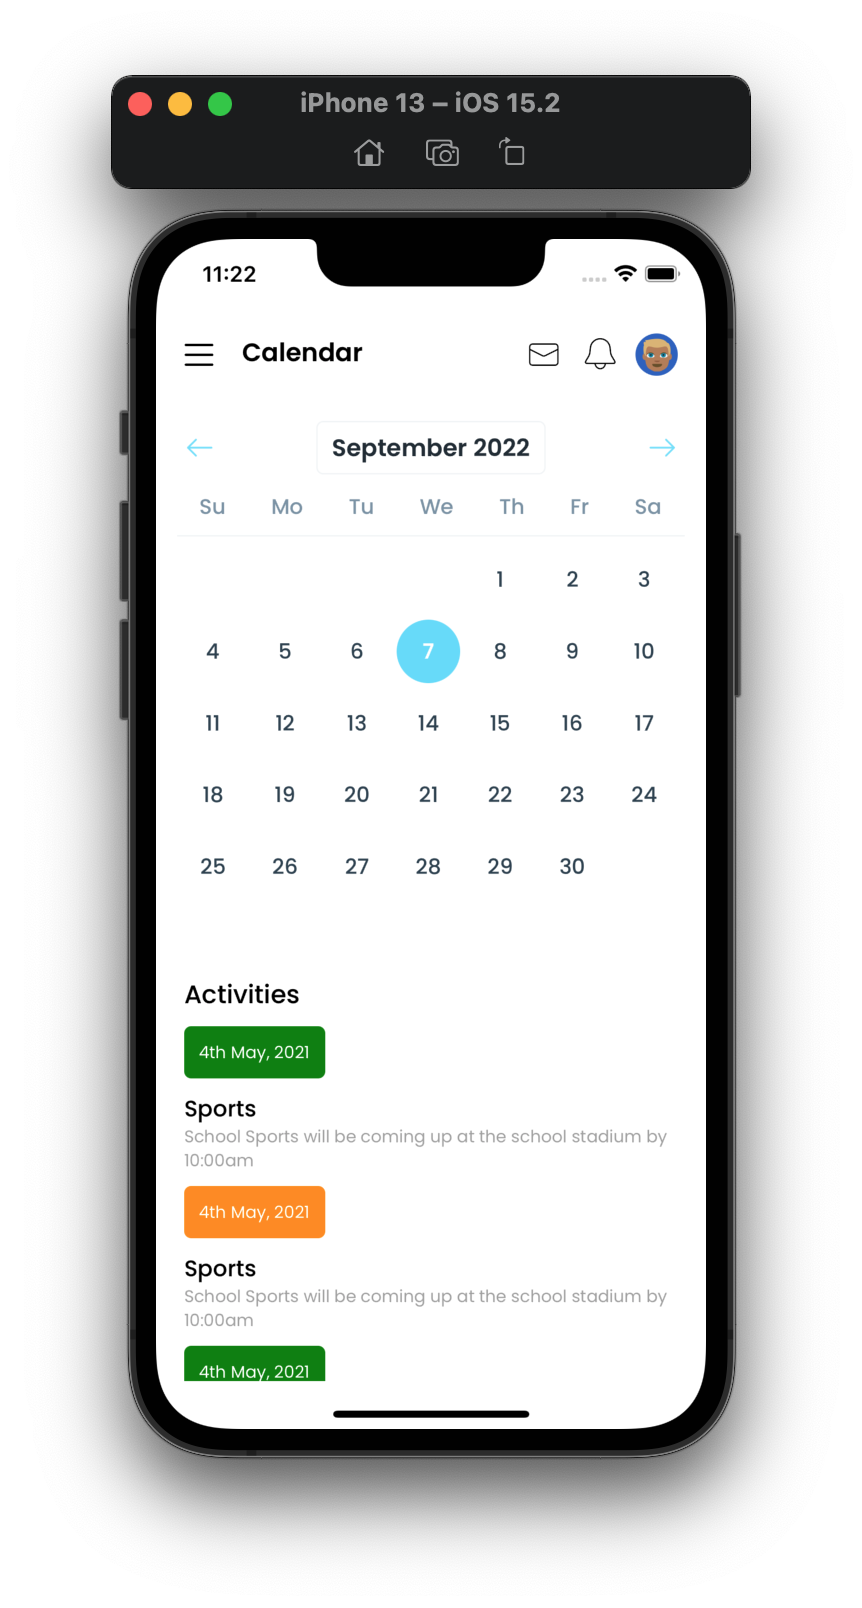 iPhone 13 – iOS 15.2
11:22
Calendar
September 2022
Su Mo Tu We Th Fr Sa
1 2 3
4 5 6 7 8 9 10
11 12 13 14 15 16 17
18 19 20 21 22 23 24
25 26 27 28 29 30
Activities
4th May, 2021
Sports
School Sports will be coming up at the school stadium by
10:00am
4th May, 2021
Sports
School Sports will be coming up at the school stadium by
10:00am
4th May, 2021